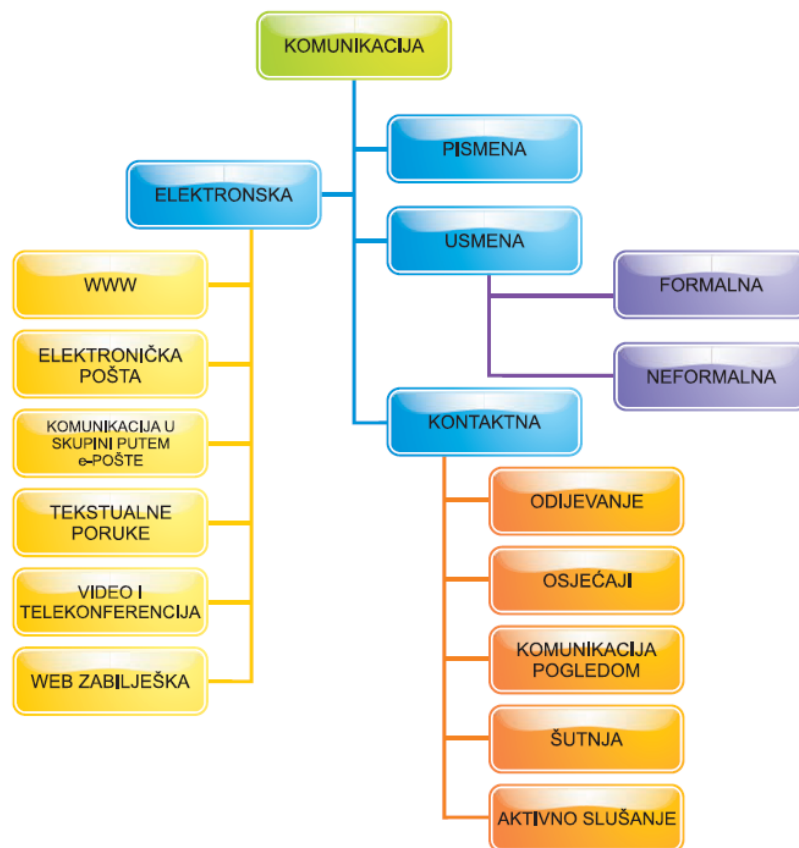 KOMUNIKACIJA
PISMENA
ELEKTRONSKA
USMENA
WWW
FORMALNA
ELEKTRONIČKA
POŠTA
NEFORMALNA
KONTAKTNA
KOMUNIKACIJA U
SKUPINI PUTEM
e-POŠTE
ODIJEVANJE
TEKSTUALNE
PORUKE
OSJEĆAJI
VIDEO I
TELEKONFERENCIJA
KOMUNIKACIJA
POGLEDOM
WEB ZABILJEŠKA
ŠUTNJA
AKTIVNO SLUŠANJE